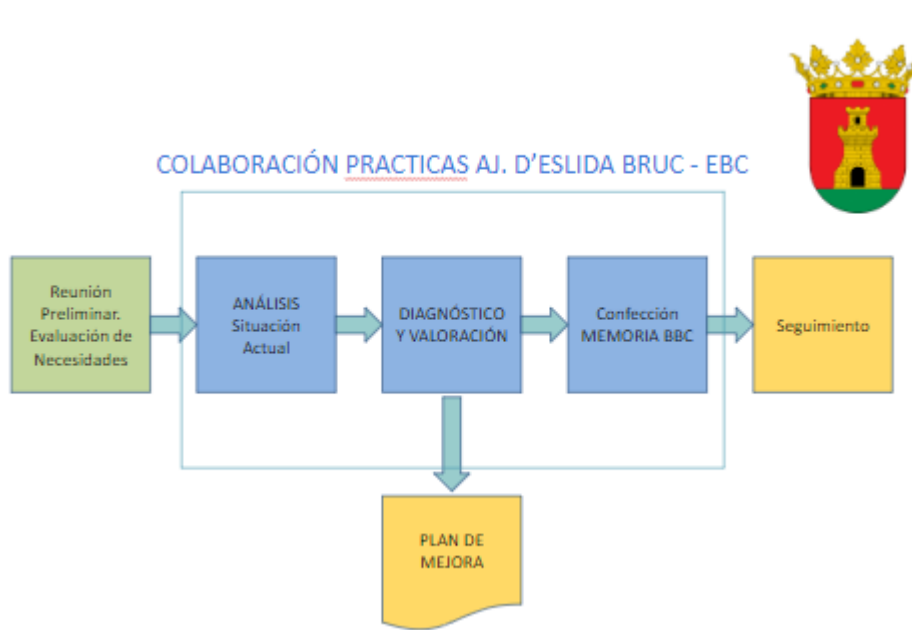 COLABORACIÓN PRACTICAS AJ. D'ESLIDA BRUC - EBC
Reunión
Preliminar.
Evaluación de
Necesidades
ANÁLISIS
Situación
Actual
DIAGNÓSTICO
Y VALORACIÓN
Confección
MEMORIA BBC
Seguimiento
PLAN DE
MEJORA